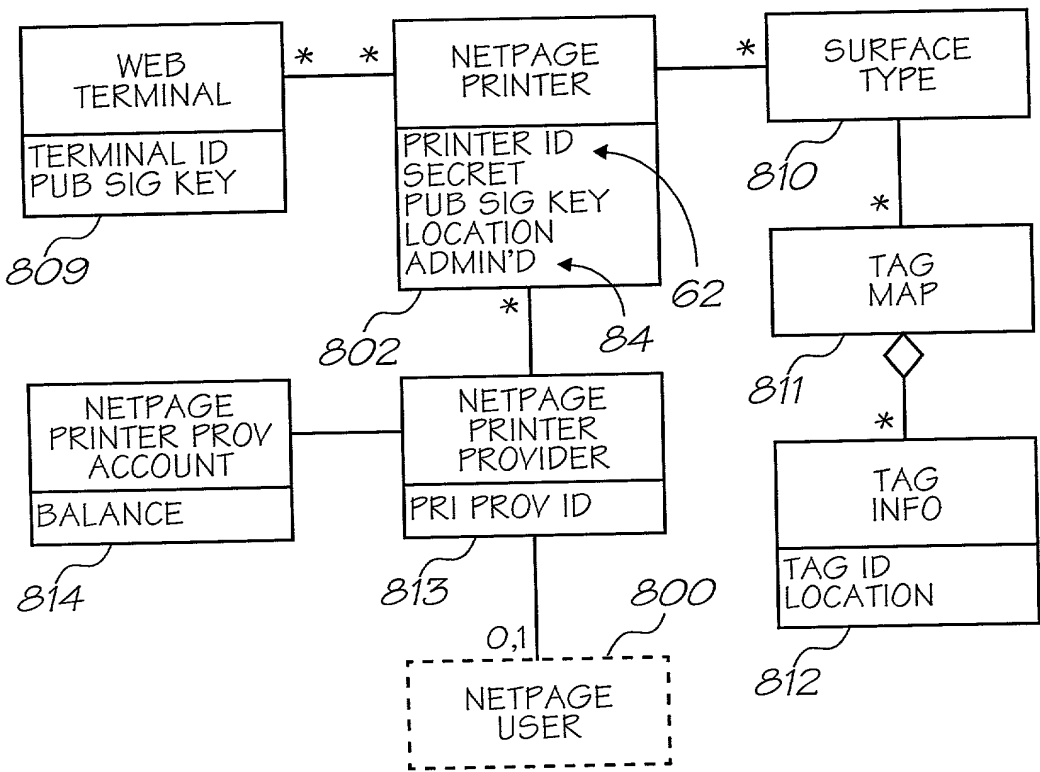 WEB
TERMINAL
TERMINAL ID
PUB SIG KEY
809
*
*
NETPAGE
PRINTER
PRINTER ID
SECRET
PUB SIG KEY
LOCATION
ADMIN'D
62
84
802
*
*
SURFACE
TYPE
810
*
TAG
MAP
811
*
TAG
INFO
TAG ID
LOCATION
812
NETPAGE
PRINTER PROV
ACCOUNT
BALANCE
814
NETPAGE
PRINTER
PROVIDER
PRI PROV ID
813
800
0,1
NETPAGE
USER